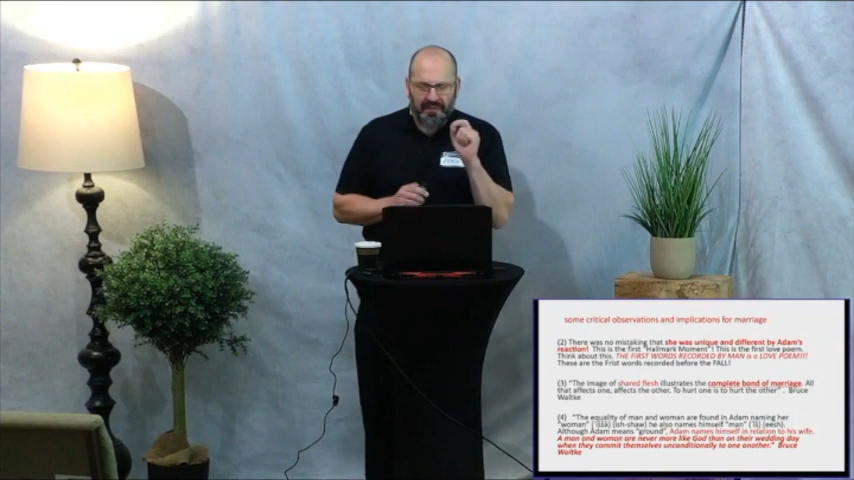 some critical observations and implications for marriage
(2) There was no mistaking that she was unique and different by Adam's
reaction! This is the first "Hallmark Moment"! This is the first love poem.
Think about this. THE FIRST WORDS RECORDED BY MAN is a LOVE POEM!!!
These are the Frist words recorded before the FALL!
(3) "The image of shared flesh illustrates the complete bond of marriage. All
that affects one, affects the other. To hurt one is to hurt the other" . Bruce
Waltke
(4) "The equality of man and woman are found in Adam naming her
"woman" (ish-shaw) he also names himself "man" (eesh).
Although Adam means "ground", Adam names himself in relation to his wife.
A man and woman are never more like God than on their wedding day
when they commit themselves unconditionally to one another." Bruce
Waltke